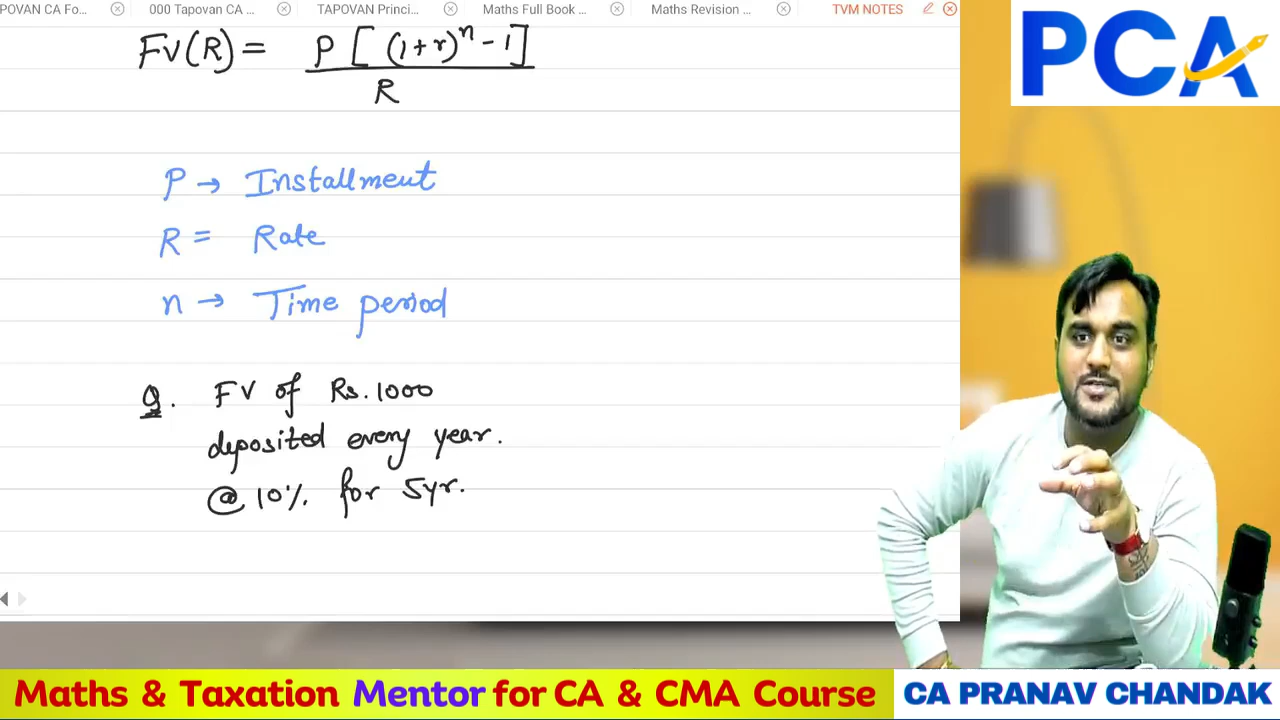 POVAN CA Fo...
000 Tapovan CA ...
TAPOVAN Princi...
Maths Full Book ...
Maths Revision ...
TVM NOTES
FV(R) = P [ (1+r)^n - 1 ]
R
P → Installment
R = Rate
n → Time period
Q. FV of Rs. 1000
deposited every year.
@ 10% for 5yr.
PCA
Maths & Taxation Mentor for CA & CMA Course
CA PRANAV CHANDAK